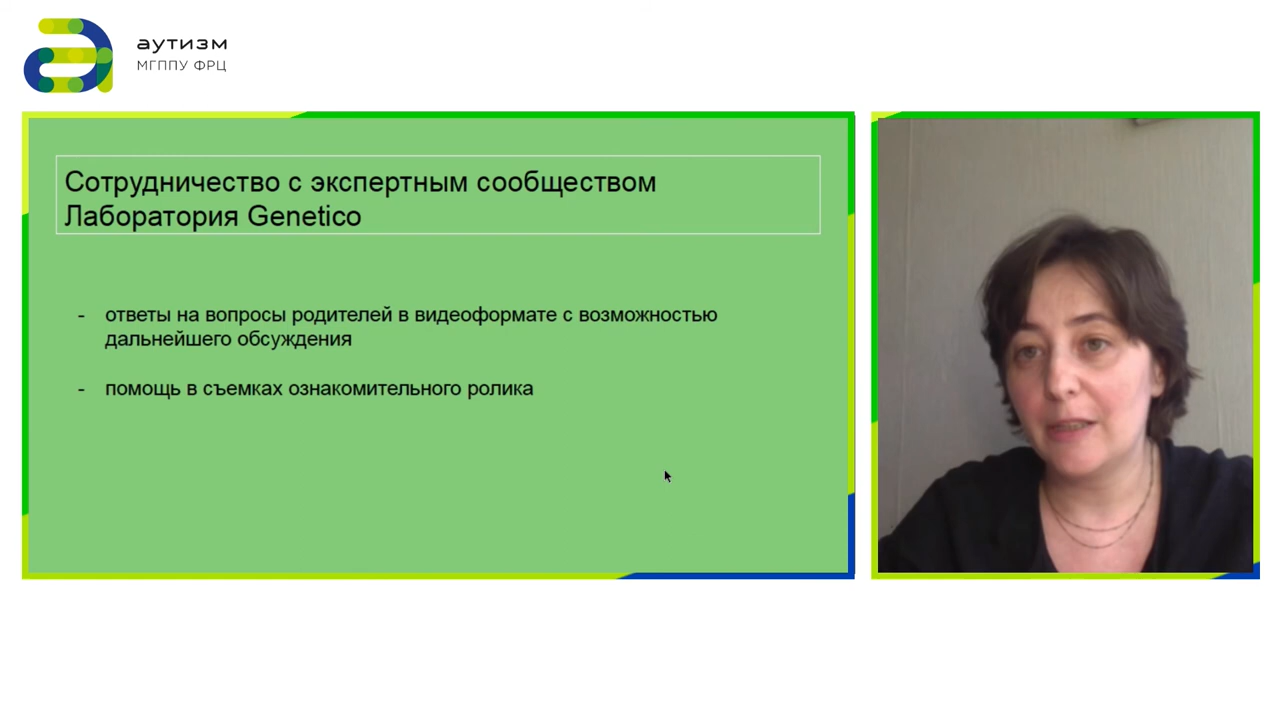 аутизм
МГППУ ФРЦ
Сотрудничество с экспертным сообществом
Лаборатория Genetico
- ответы на вопросы родителей в видеоформате с возможностью
дальнейшего обсуждения
- помощь в съемках ознакомительного ролика